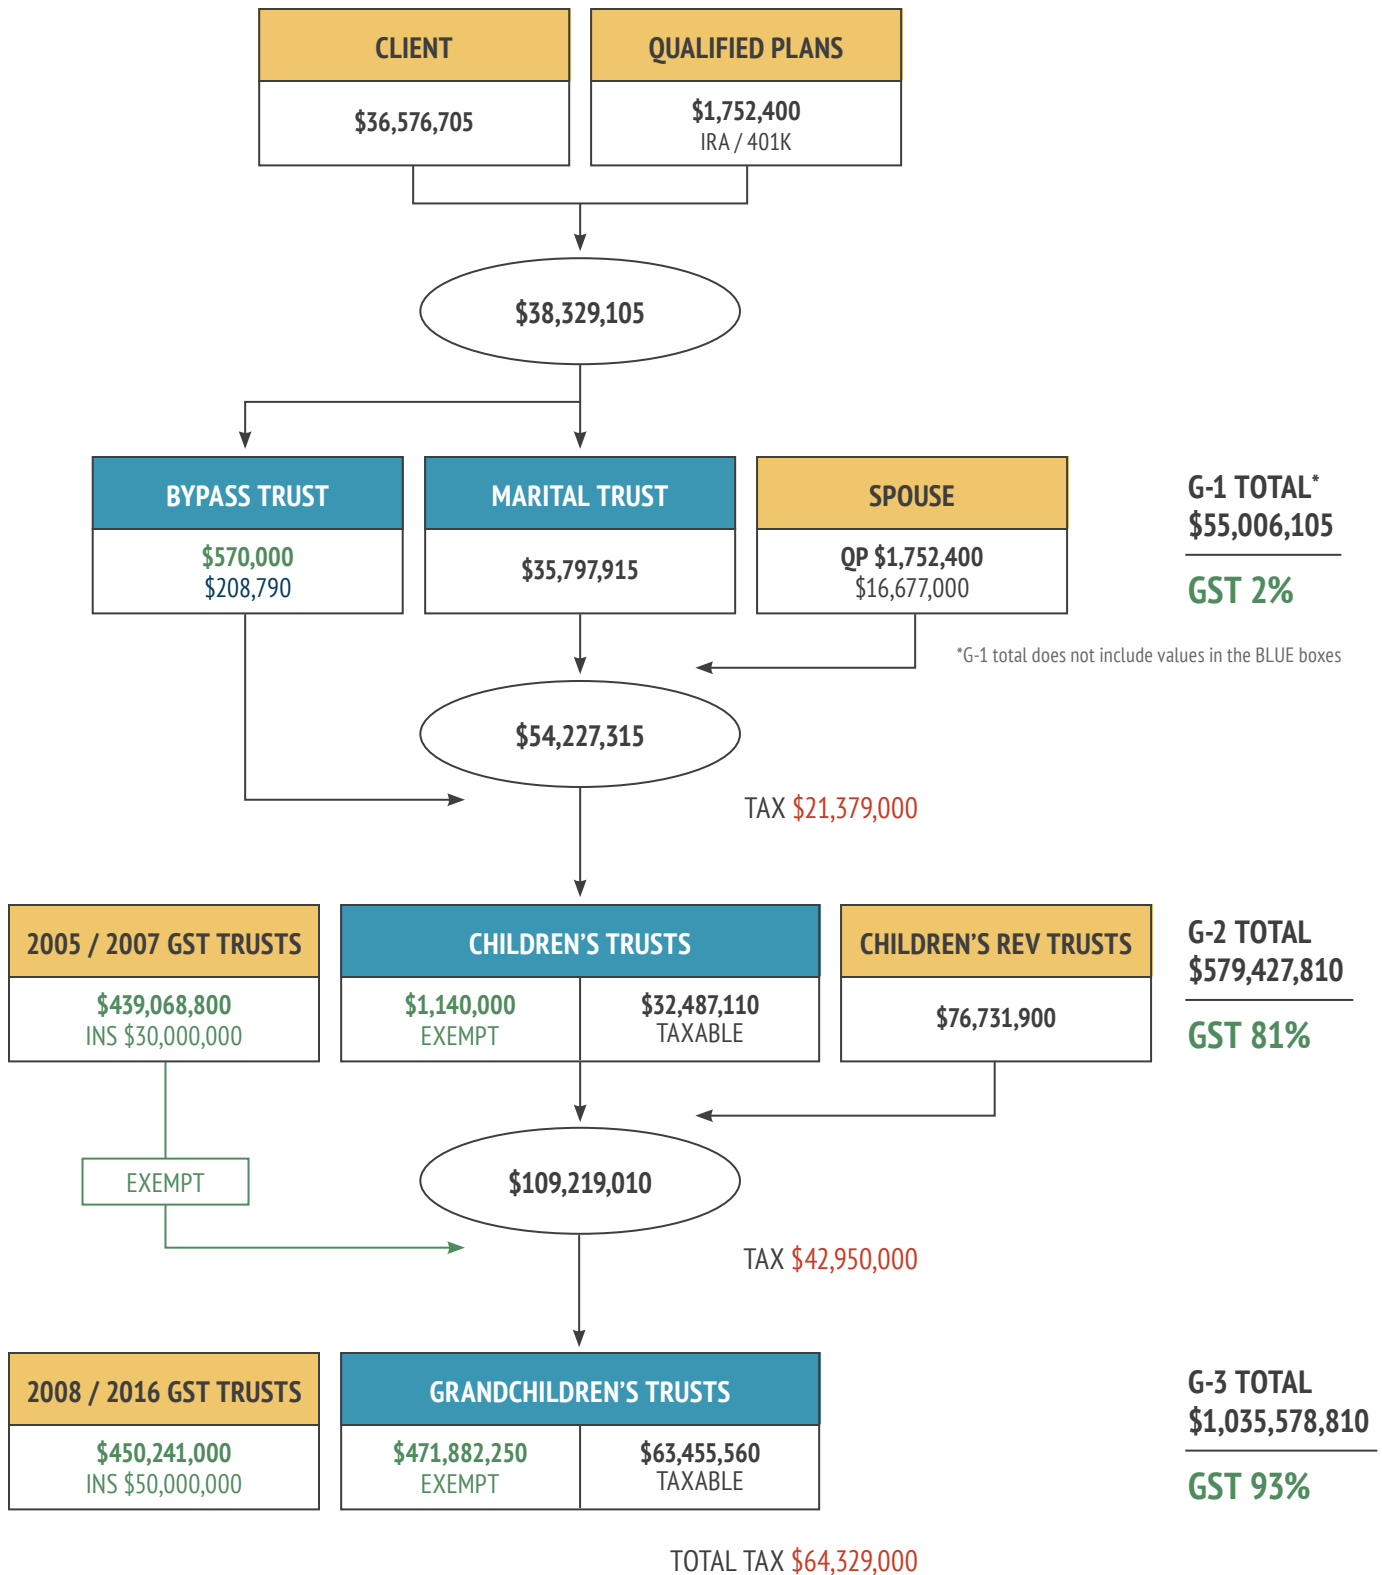 CLIENT
$36,576,705
QUALIFIED PLANS
$1,752,400
IRA / 401K
$38,329,105
BYPASS TRUST
$570,000
$208,790
MARITAL TRUST
$35,797,915
SPOUSE
QP $1,752,400
$16,677,000
G-1 TOTAL*
$55,006,105
GST 2%
*G-1 total does not include values in the BLUE boxes
$54,227,315
TAX $21,379,000
2005 / 2007 GST TRUSTS
$439,068,800
INS $30,000,000
CHILDREN’S TRUSTS
$1,140,000
EXEMPT
$32,487,110
TAXABLE
CHILDREN’S REV TRUSTS
$76,731,900
G-2 TOTAL
$579,427,810
GST 81%
EXEMPT
$109,219,010
TAX $42,950,000
2008 / 2016 GST TRUSTS
$450,241,000
INS $50,000,000
GRANDCHILDREN’S TRUSTS
$471,882,250
EXEMPT
$63,455,560
TAXABLE
G-3 TOTAL
$1,035,578,810
GST 93%
TOTAL TAX $64,329,000